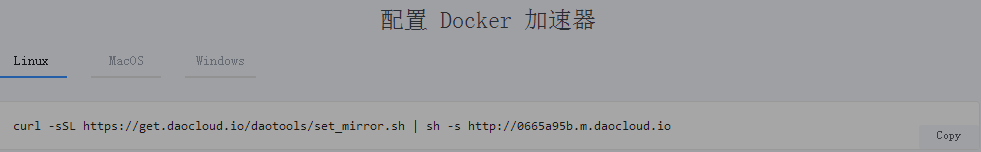 配置 Docker 加速器
Linux MacOS Windows
curl -sSL https://get.daocloud.io/daotools/set_mirror.sh | sh -s http://0665a95b.m.daocloud.io
Copy